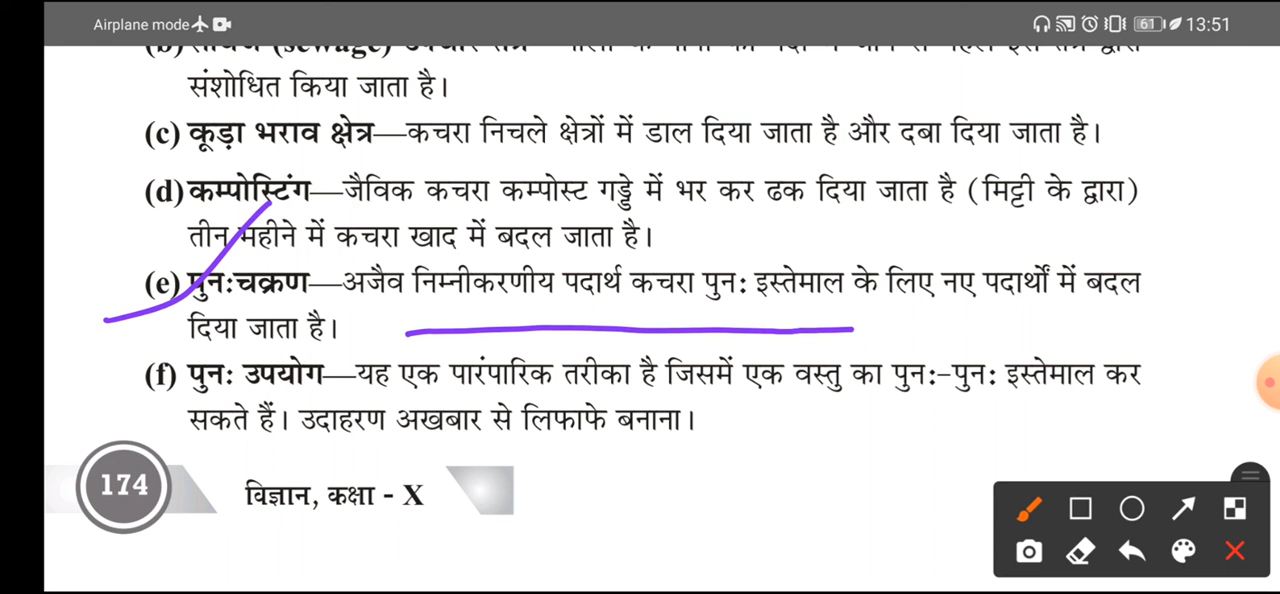 Airplane mode 61 13:51
(b) (sewage)
संशोधित किया जाता है।
(c) कूड़ा भराव क्षेत्र—कचरा निचले क्षेत्रों में डाल दिया जाता है और दबा दिया जाता है।
(d) कम्पोस्टिंग—जैविक कचरा कम्पोस्ट गड्डे में भर कर ढक दिया जाता है (मिट्टी के द्वारा)
तीन महीने में कचरा खाद में बदल जाता है।
(e) पुनःचक्रण—अजैव निम्नीकरणीय पदार्थ कचरा पुनः इस्तेमाल के लिए नए पदार्थों में बदल
दिया जाता है।
(f) पुनः उपयोग—यह एक पारंपारिक तरीका है जिसमें एक वस्तु का पुनः-पुनः इस्तेमाल कर
सकते हैं। उदाहरण अखबार से लिफाफे बनाना।
174 विज्ञान, कक्षा - X